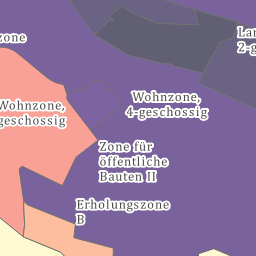 zone
Lan
2-g
Wohnzone,
geschossig
Wohnzone,
4-geschossig
Zone für
öffentliche
Bauten II
Erholungszone
B